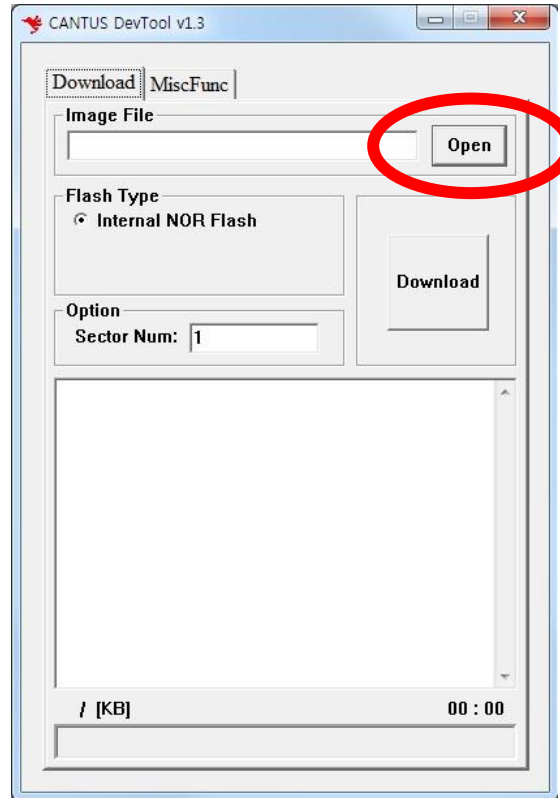 CANTUS DevTool v1.3
Download MiscFunc
Image File
Open
Flash Type
Internal NOR Flash
Download
Option
Sector Num: 1
/ [KB] 00 : 00